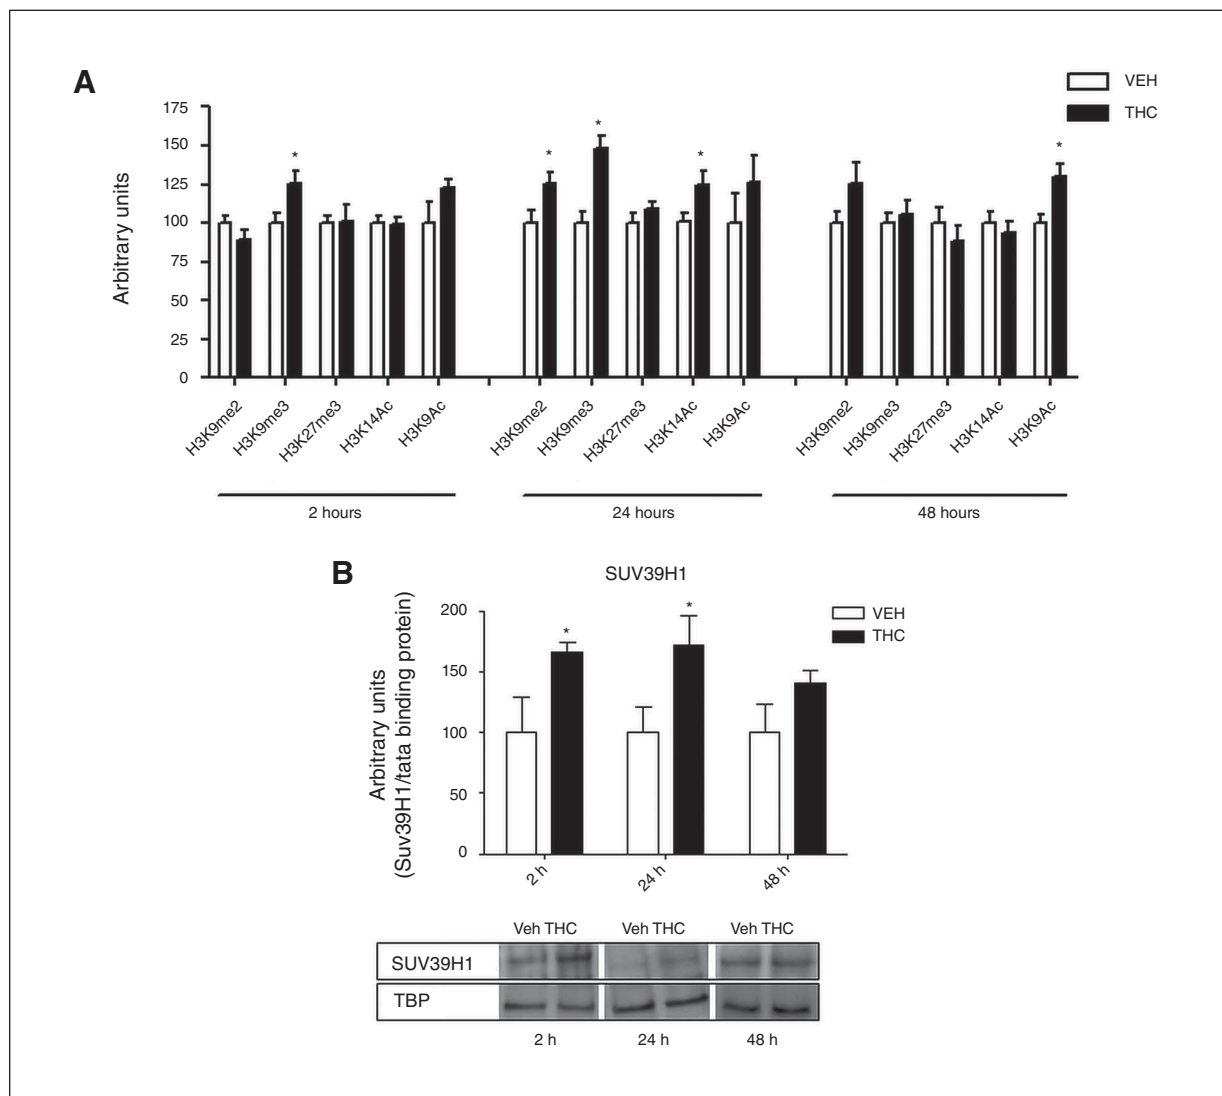 A
VEH
THC
Arbitrary units
175
150
125
100
75
50
25
0
*
*
*
*
*
H3K9me2
H3K9me3
H3K27me3
H3K14Ac
H3K9Ac
H3K9me2
H3K9me3
H3K27me3
H3K14Ac
H3K9Ac
H3K9me2
H3K9me3
H3K27me3
H3K14Ac
H3K9Ac
2 hours
24 hours
48 hours
B
SUV39H1
VEH
THC
Arbitrary units
(Suv39H1/tata binding protein)
200
150
100
50
0
*
*
2 h
24 h
48 h
Veh THC
Veh THC
Veh THC
SUV39H1
TBP
2 h
24 h
48 h